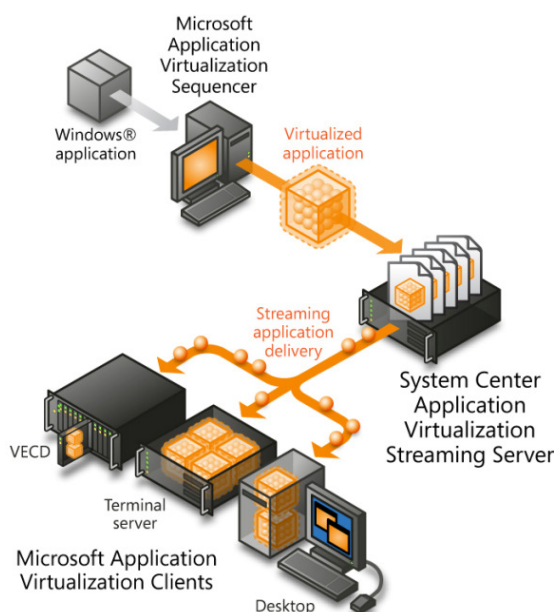 Microsoft
Application
Virtualization
Sequencer
Windows®
application
Virtualized
application
Streaming
application
delivery
System Center
Application
Virtualization
Streaming Server
VECD
Terminal
server
Microsoft Application
Virtualization Clients
Desktop